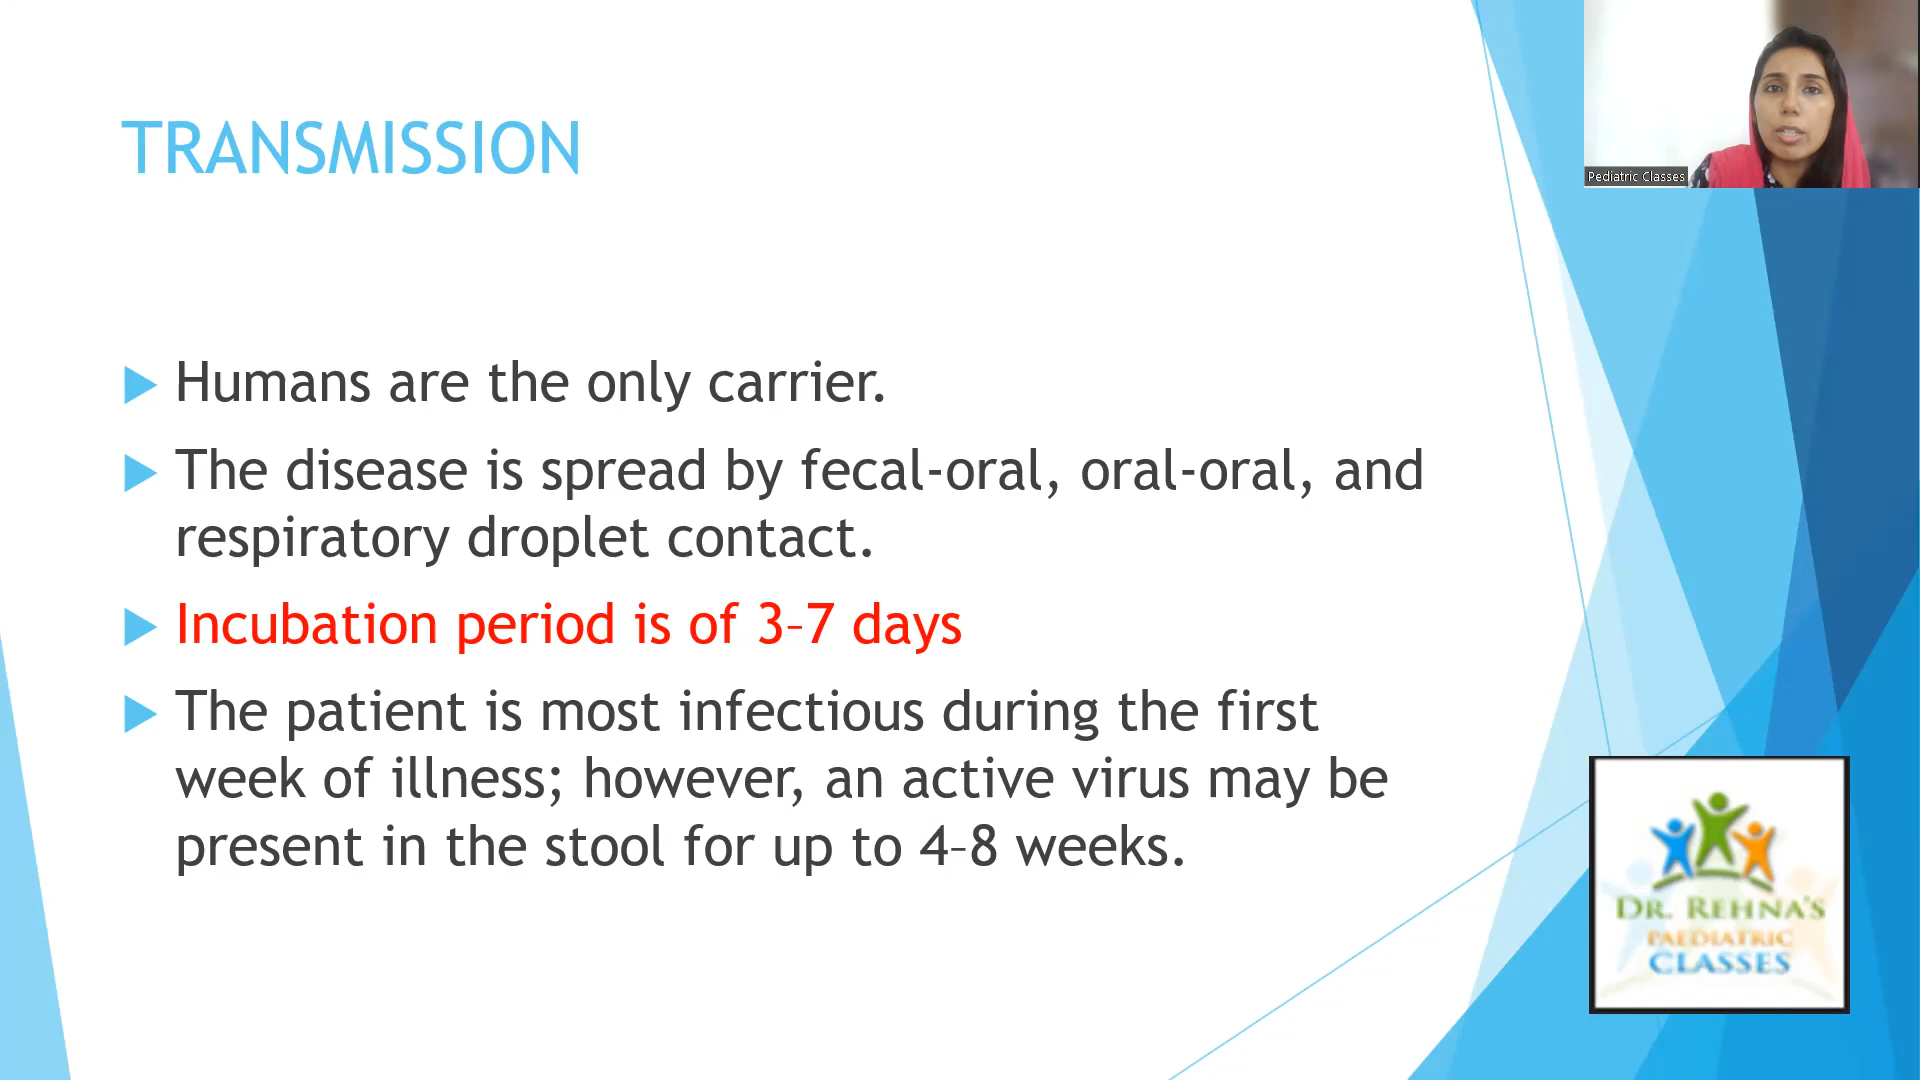 Pediatric Classes
TRANSMISSION
Humans are the only carrier.
The disease is spread by fecal-oral, oral-oral, and
respiratory droplet contact.
Incubation period is of 3–7 days
The patient is most infectious during the first
week of illness; however, an active virus may be
present in the stool for up to 4–8 weeks.
DR. REHNA'S
PAEDIATRIC
CLASSES